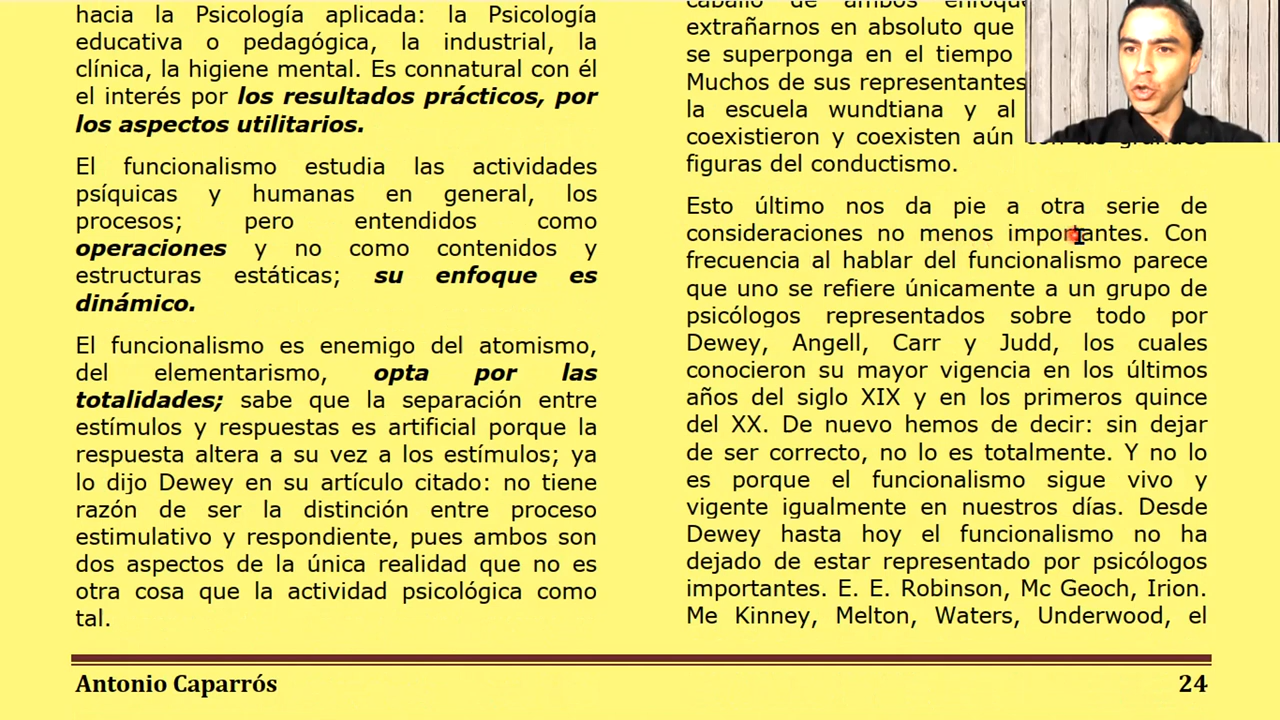 hacia la Psicología aplicada: la Psicología
educativa o pedagógica, la industrial, la
clínica, la higiene mental. Es connatural con él
el interés por los resultados prácticos, por
los aspectos utilitarios.
El funcionalismo estudia las actividades
psíquicas y humanas en general, los
procesos; pero entendidos como
operaciones y no como contenidos y
estructuras estáticas; su enfoque es
dinámico.
El funcionalismo es enemigo del atomismo,
del elementarismo, opta por las
totalidades; sabe que la separación entre
estímulos y respuestas es artificial porque la
respuesta altera a su vez a los estímulos; ya
lo dijo Dewey en su artículo citado: no tiene
razón de ser la distinción entre proceso
estimulativo y respondiente, pues ambos son
dos aspectos de la única realidad que no es
otra cosa que la actividad psicológica como
tal.
caballo de ambos
extrañarnos en absoluto que
se superponga en el tiempo
Muchos de sus representantes
la escuela wundtiana y al
coexistieron y coexisten aún con las grandes
figuras del conductismo.
Esto último nos da pie a otra serie de
consideraciones no menos importantes. Con
frecuencia al hablar del funcionalismo parece
que uno se refiere únicamente a un grupo de
psicólogos representados sobre todo por
Dewey, Angell, Carr y Judd, los cuales
conocieron su mayor vigencia en los últimos
años del siglo XIX y en los primeros quince
del XX. De nuevo hemos de decir: sin dejar
de ser correcto, no lo es totalmente. Y no lo
es porque el funcionalismo sigue vivo y
vigente igualmente en nuestros días. Desde
Dewey hasta hoy el funcionalismo no ha
dejado de estar representado por psicólogos
importantes. E. E. Robinson, Mc Geoch, Irion.
Me Kinney, Melton, Waters, Underwood, el
Antonio Caparrós
24